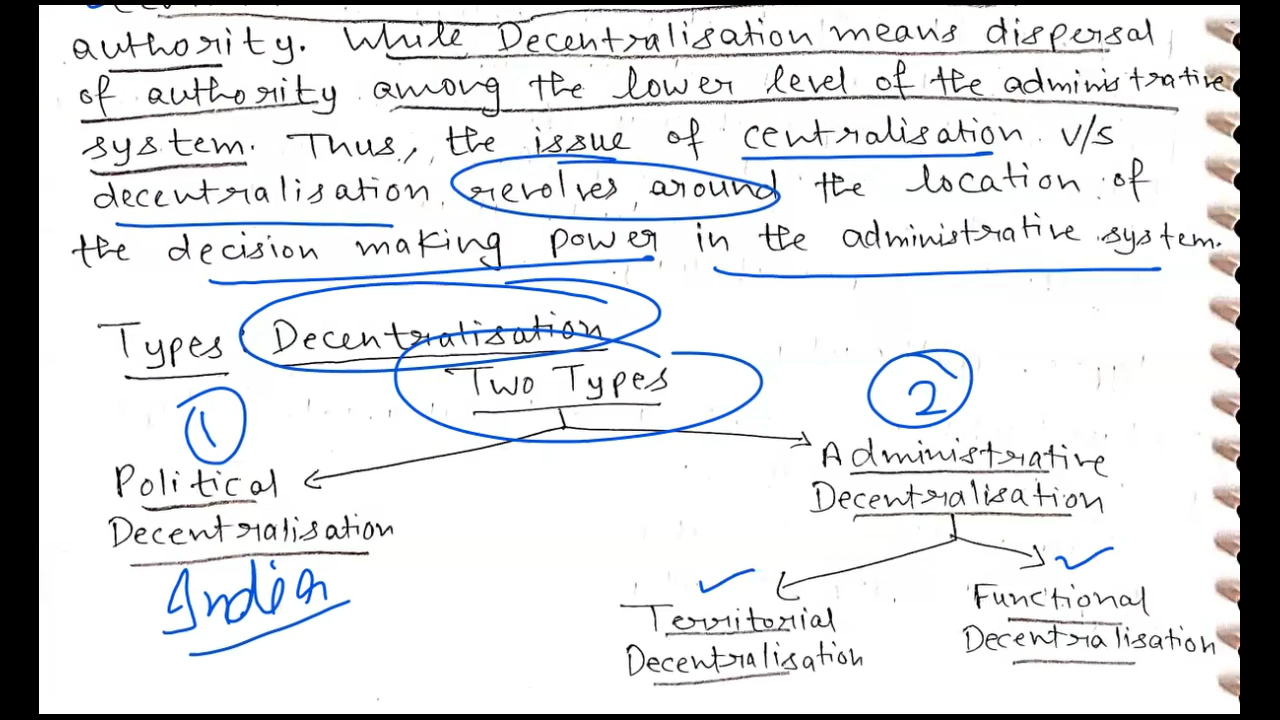 authority. While Decentralisation means dispersal
of authority among the lower level of the administrative
system. Thus, the issue of centralisation v/s
decentralisation revolves around the location of
the decision making power in the administrative system.
Types : Decentralisation
Two Types
1
2
Political
Decentralisation
India
Administrative
Decentralisation
Territorial
Decentralisation
Functional
Decentralisation